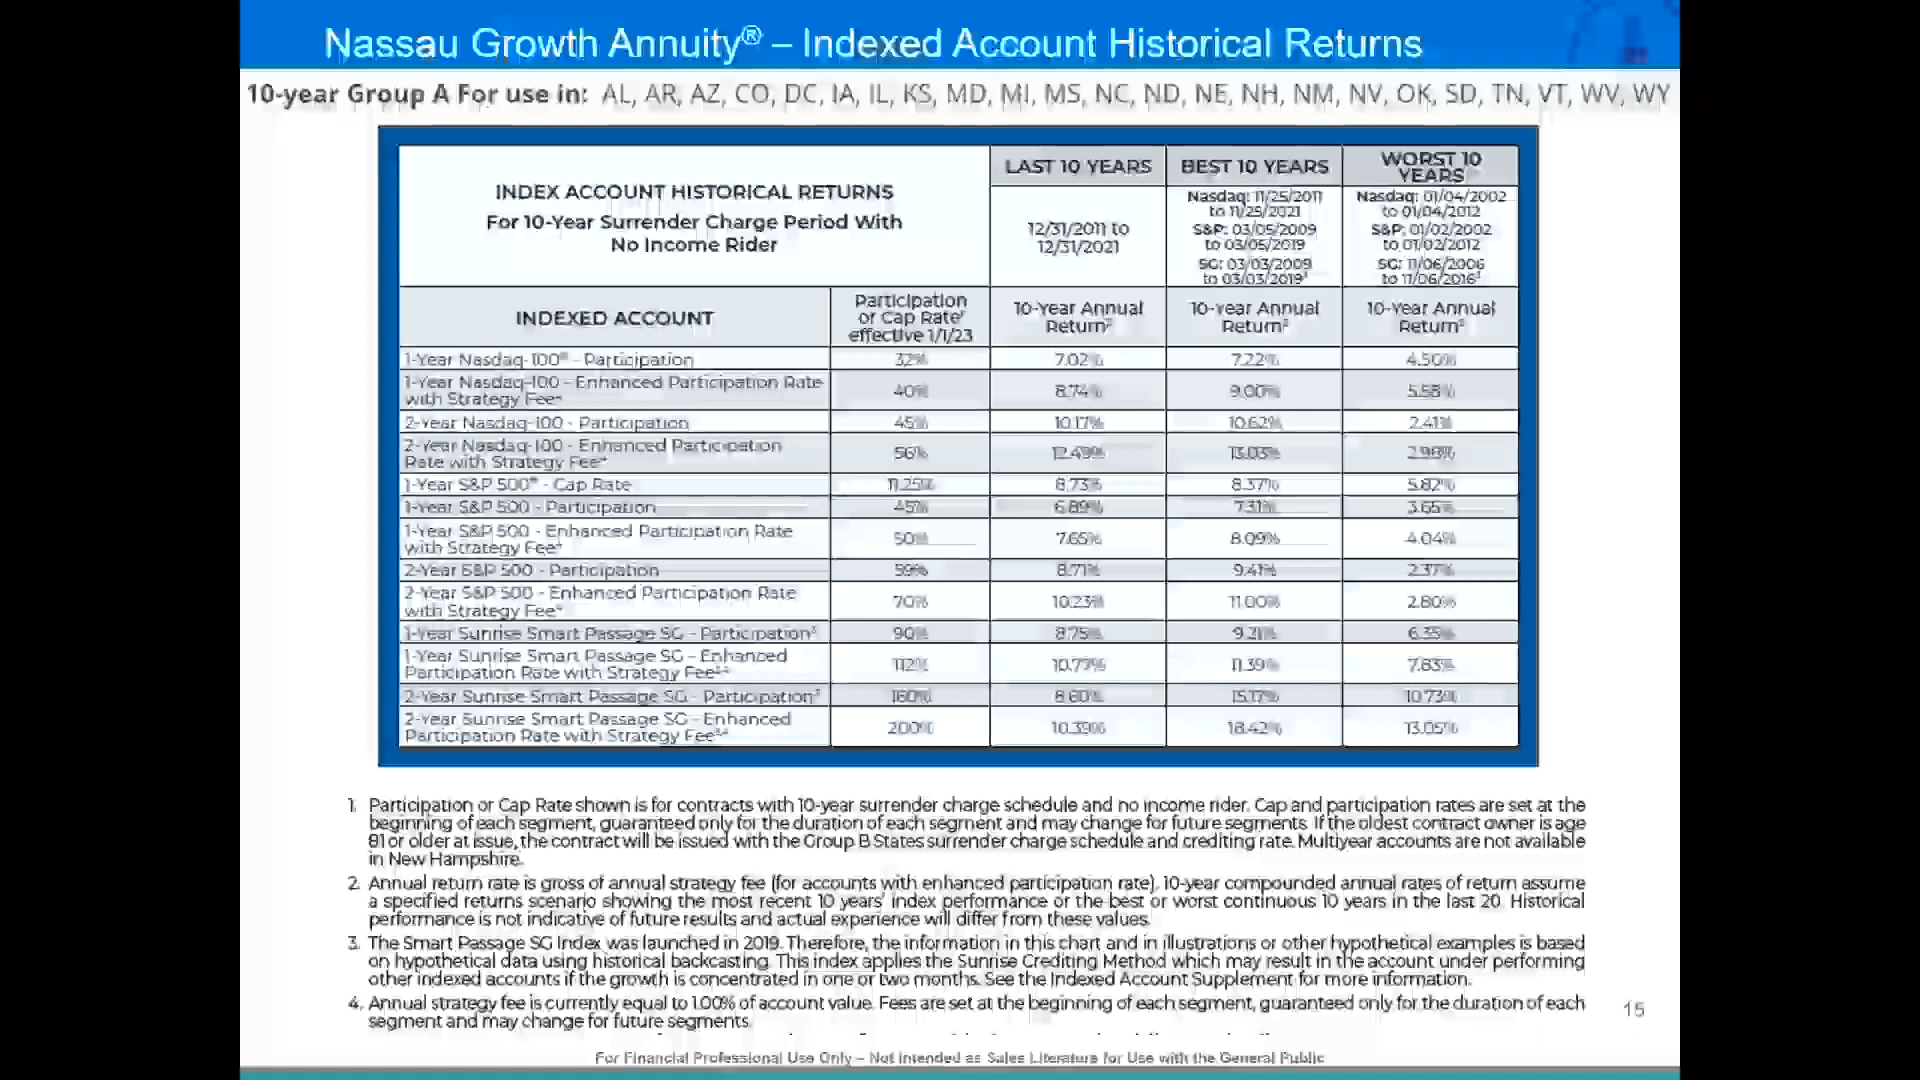 Nassau Growth Annuity® – Indexed Account Historical Returns
10-year Group A For use in: AL, AR, AZ, CO, DC, IA, IL, KS, MD, MI, MS, NC, ND, NE, NH, NM, NV, OK, SD, TN, VT, WV, WY
INDEX ACCOUNT HISTORICAL RETURNS
For 10-Year Surrender Charge Period With
No Income Rider
LAST 10 YEARS
12/31/2011 to
12/31/2021
BEST 10 YEARS
Nasdaq: 11/25/2011
to 11/25/2021
S&P: 03/05/2009
to 03/05/2019
SG: 03/03/2009
to 03/03/2019³
WORST 10
YEARS
Nasdaq: 01/04/2002
to 01/04/2012
S&P: 01/02/2002
to 01/02/2012
SG: 11/06/2006
to 11/06/2016³
INDEXED ACCOUNT
Participation
or Cap Rate¹
effective 1/1/23
10-Year Annual
Return²
10-Year Annual
Return²
10-Year Annual
Return²
1-Year Nasdaq-100® - Participation 32% 7.02% 7.22% 4.50%
1-Year Nasdaq-100 - Enhanced Participation Rate
with Strategy Fee⁴ 40% 8.74% 9.00% 5.58%
2-Year Nasdaq-100 - Participation 45% 10.17% 10.62% 2.41%
2-Year Nasdaq-100 - Enhanced Participation
Rate with Strategy Fee⁴ 56% 12.49% 13.03% 2.98%
1-Year S&P 500® - Cap Rate 11.25% 8.73% 8.37% 5.82%
1-Year S&P 500 - Participation 45% 6.89% 7.31% 3.65%
1-Year S&P 500 - Enhanced Participation Rate
with Strategy Fee⁴ 50% 7.65% 8.09% 4.04%
2-Year S&P 500 - Participation 59% 8.71% 9.41% 2.37%
2-Year S&P 500 - Enhanced Participation Rate
with Strategy Fee⁴ 70% 10.23% 11.00% 2.80%
1-Year Sunrise Smart Passage SG - Participation³ 90% 8.75% 9.21% 6.35%
1-Year Sunrise Smart Passage SG - Enhanced
Participation Rate with Strategy Fee³˒⁴ 112% 10.77% 11.39% 7.83%
2-Year Sunrise Smart Passage SG - Participation³ 160% 8.60% 15.17% 10.73%
2-Year Sunrise Smart Passage SG - Enhanced
Participation Rate with Strategy Fee³˒⁴ 200% 10.39% 18.42% 13.05%
1. Participation or Cap Rate shown is for contracts with 10-year surrender charge schedule and no income rider. Cap and participation rates are set at the
beginning of each segment, guaranteed only for the duration of each segment and may change for future segments. If the oldest contract owner is age
81 or older at issue, the contract will be issued with the Group B States surrender charge schedule and crediting rate. Multiyear accounts are not available
in New Hampshire.
2. Annual return rate is gross of annual strategy fee (for accounts with enhanced participation rate). 10-year compounded annual rates of return assume
a specified returns scenario showing the most recent 10 years' index performance or the best or worst continuous 10 years in the last 20. Historical
performance is not indicative of future results and actual experience will differ from these values.
3. The Smart Passage SG Index was launched in 2019. Therefore, the information in this chart and in illustrations or other hypothetical examples is based
on hypothetical data using historical backcasting. This index applies the Sunrise Crediting Method which may result in the account under performing
other indexed accounts if the growth is concentrated in one or two months. See the Indexed Account Supplement for more information.
4. Annual strategy fee is currently equal to 1.00% of account value. Fees are set at the beginning of each segment, guaranteed only for the duration of each
segment and may change for future segments.
15
For Financial Professional Use Only – Not Intended as Sales Literature for Use with the General Public